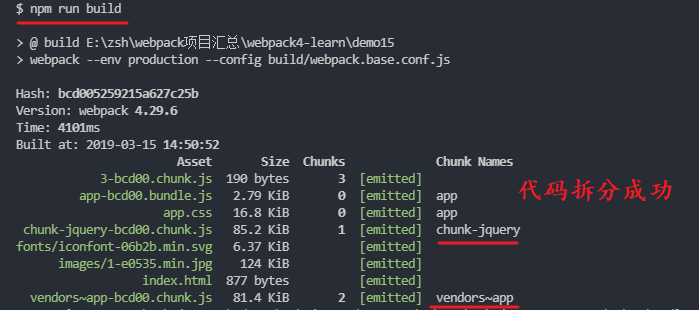 $ npm run build
> @ build E:\zsh\webpack项目汇总\webpack4-learn\demo15
> webpack --env production --config build/webpack.base.conf.js
Hash: bcd005259215a627c25b
Version: webpack 4.29.6
Time: 4101ms
Built at: 2019-03-15 14:50:52
Asset Size Chunks Chunk Names
3-bcd00.chunk.js 190 bytes 3 [emitted]
app-bcd00.bundle.js 2.79 KiB 0 [emitted] app
app.css 16.8 KiB 0 [emitted] app
chunk-jquery-bcd00.chunk.js 85.2 KiB 1 [emitted] chunk-jquery
fonts/iconfont-06b2b.min.svg 6.37 KiB [emitted]
images/1-e0535.min.jpg 124 KiB [emitted]
index.html 877 bytes [emitted]
vendors~app-bcd00.chunk.js 81.4 KiB 2 [emitted] vendors~app
代码拆分成功